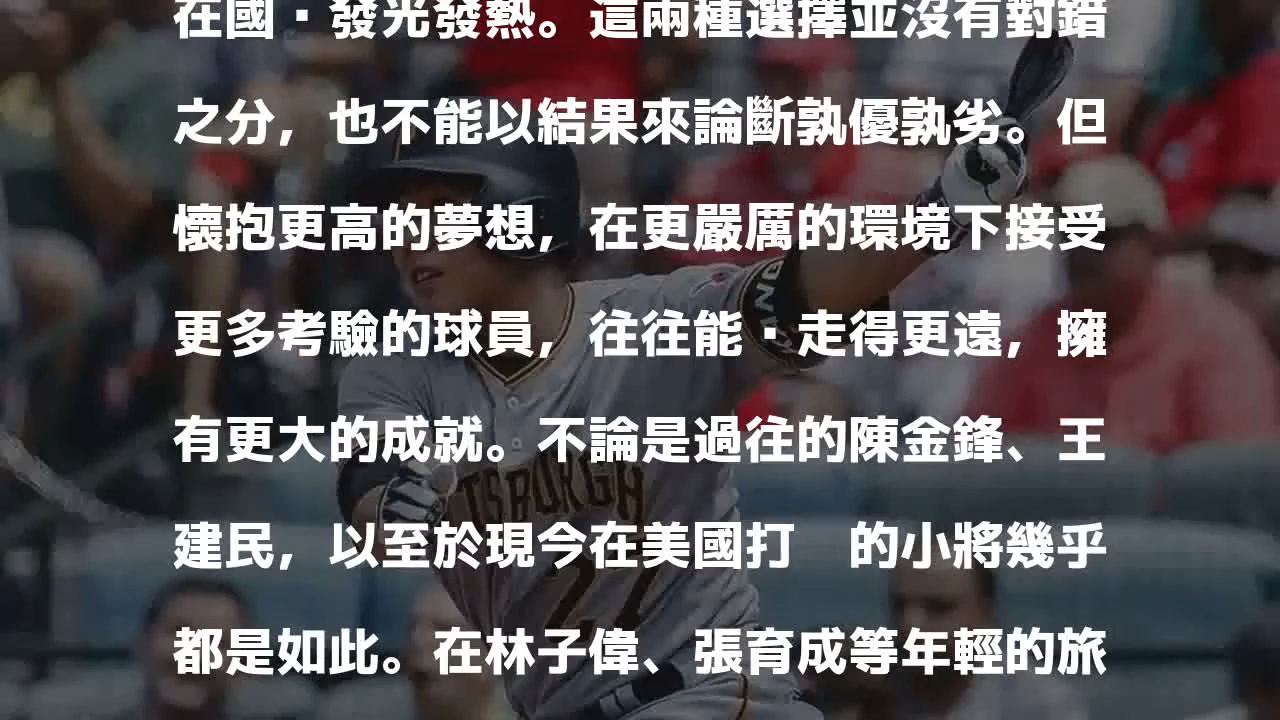 在國▪發光發熱。這兩種選擇並沒有對錯
之分，也不能以結果來論斷孰優孰劣。但
懷抱更高的夢想，在更嚴厲的環境下接受
更多考驗的球員，往往能▪走得更遠，擁
有更大的成就。不論是過往的陳金鋒、王
建民，以至於現今在美國打　的小將幾乎
都是如此。在林子偉、張育成等年輕的旅
TSBURGH
27